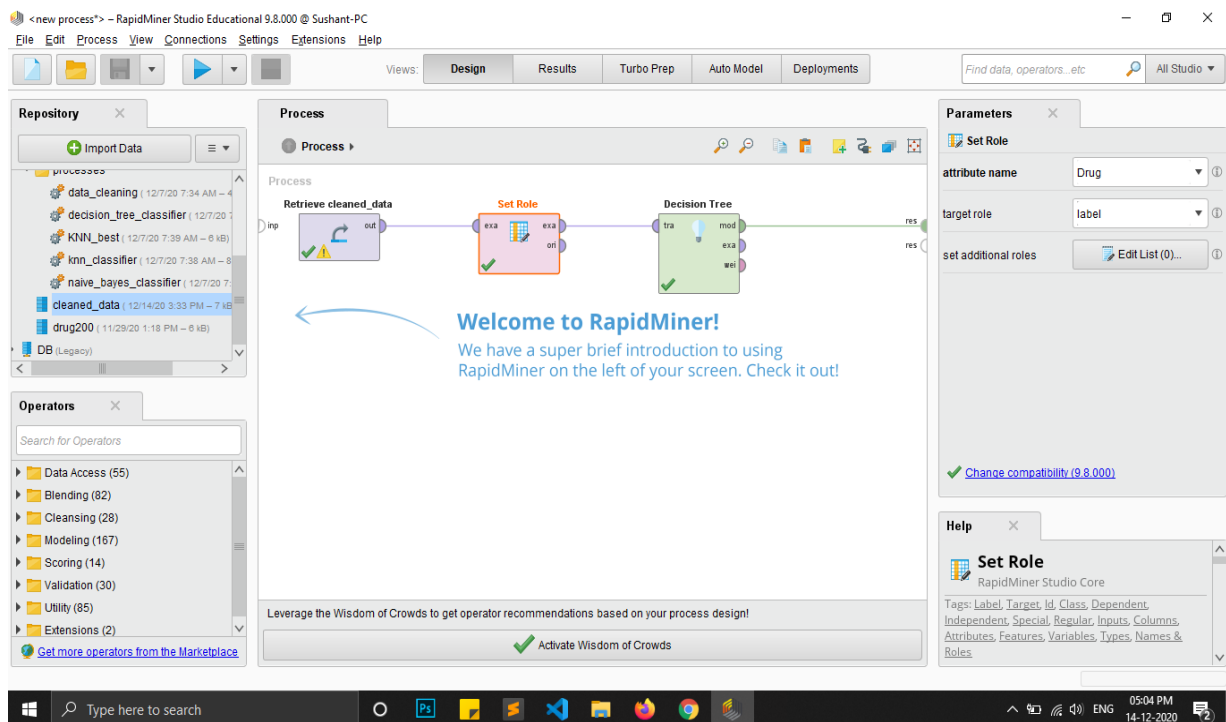 <new process*> – RapidMiner Studio Educational 9.8.000 @ Sushant-PC
File Edit Process View Connections Settings Extensions Help
Views: Design Results Turbo Prep Auto Model Deployments
Find data, operators...etc
All Studio
Repository
Import Data
processes
data_cleaning ( 12/7/20 7:34 AM – 4
decision_tree_classifier ( 12/7/20 7
KNN_best ( 12/7/20 7:39 AM – 6 kB)
knn_classifier ( 12/7/20 7:38 AM – 8
naive_bayes_classifier ( 12/7/20 7:
cleaned_data ( 12/14/20 3:33 PM – 7 kB
drug200 ( 11/29/20 1:18 PM – 6 kB)
DB (Legacy)
Operators
Search for Operators
Data Access (55)
Blending (82)
Cleansing (28)
Modeling (167)
Scoring (14)
Validation (30)
Utility (85)
Extensions (2)
Get more operators from the Marketplace
Process
Process
Process
Retrieve cleaned_data Set Role Decision Tree
inp out exa exa tra mod res
ori exa res
wei
Welcome to RapidMiner!
We have a super brief introduction to using
RapidMiner on the left of your screen. Check it out!
Leverage the Wisdom of Crowds to get operator recommendations based on your process design!
Activate Wisdom of Crowds
Parameters
Set Role
attribute name Drug
target role label
set additional roles Edit List (0)...
Change compatibility (9.8.000)
Help
Set Role
RapidMiner Studio Core
Tags: Label, Target, Id, Class, Dependent,
Independent, Special, Regular, Inputs, Columns,
Attributes, Features, Variables, Types, Names &
Roles
Type here to search
Ps
ENG
05:04 PM
14-12-2020
2